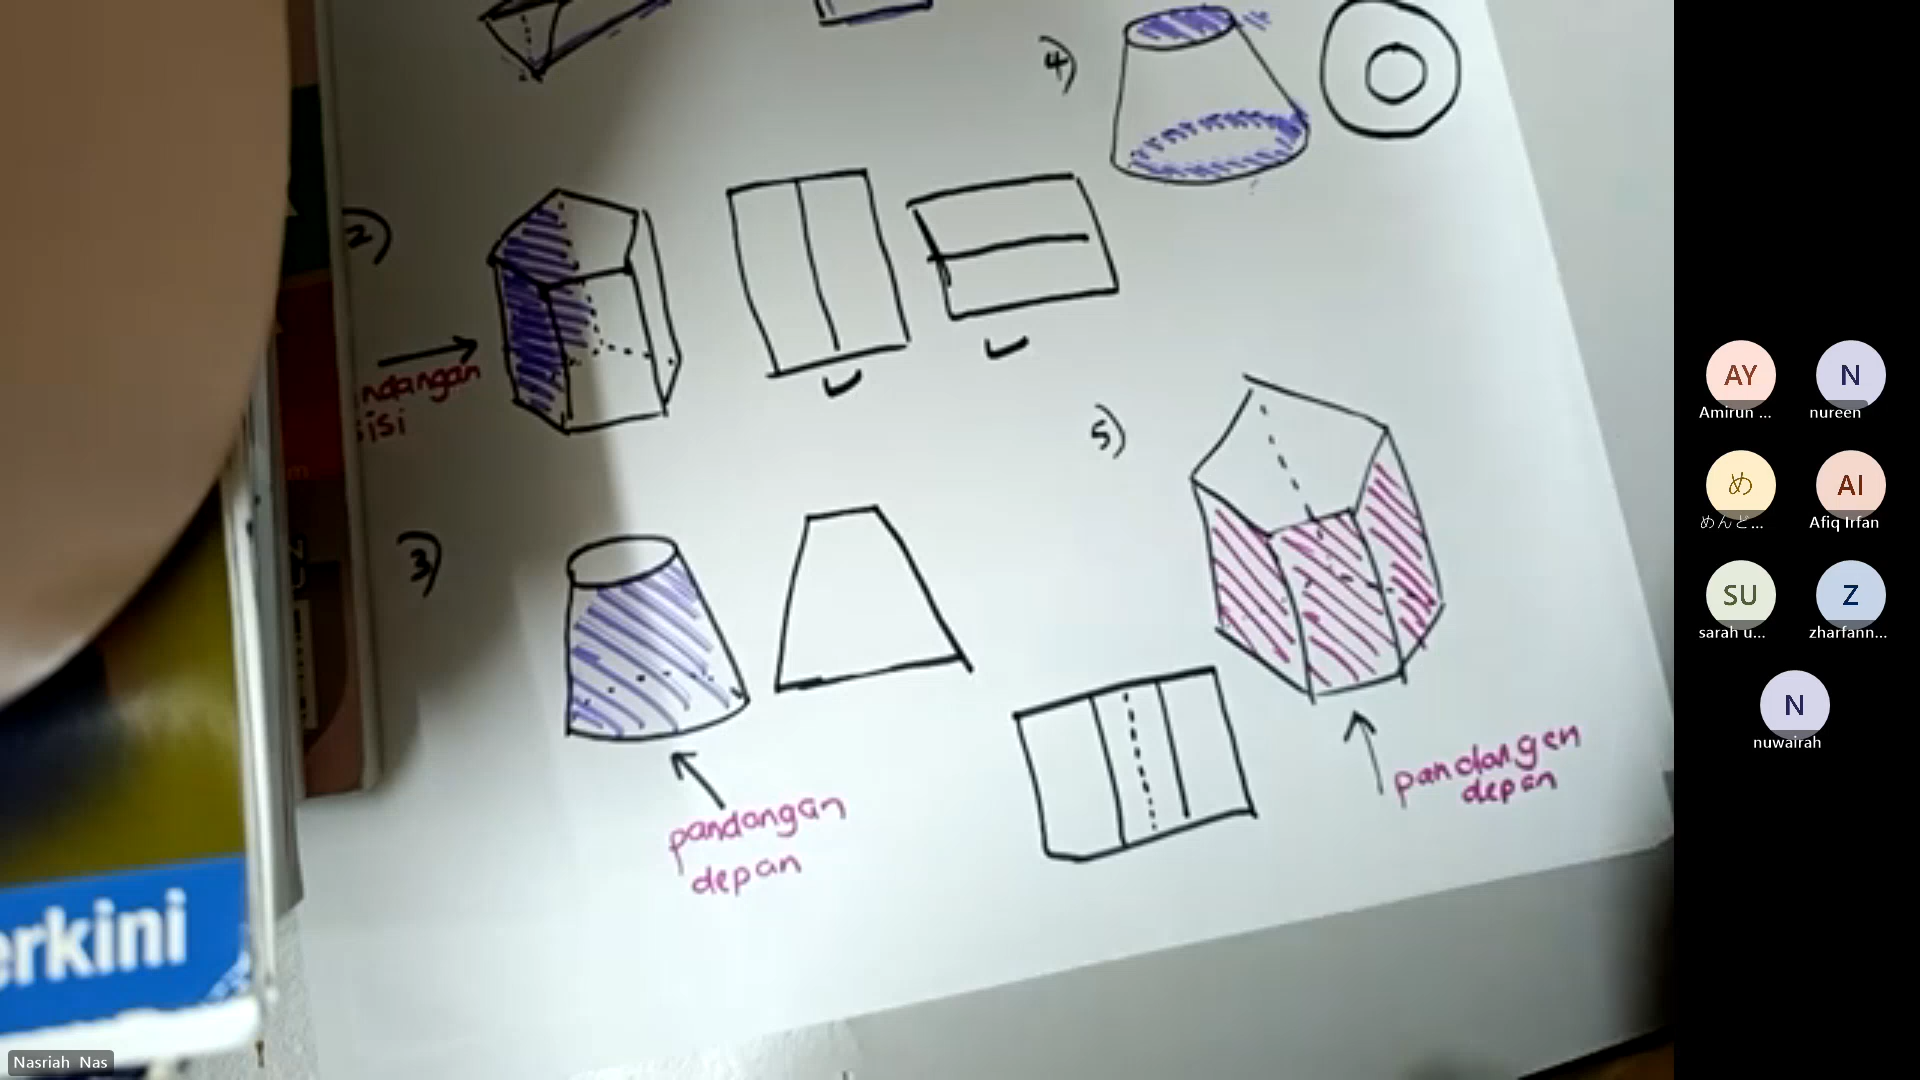 4)
2)
ndangan
isi
3)
5)
pandangan
depan
pandangan
depan
erkini
AY
Amirun ...
N
nureen
め
めんど...
AI
Afiq Irfan
SU
sarah u...
Z
zharfann...
N
nuwairah
Nasriah Nas